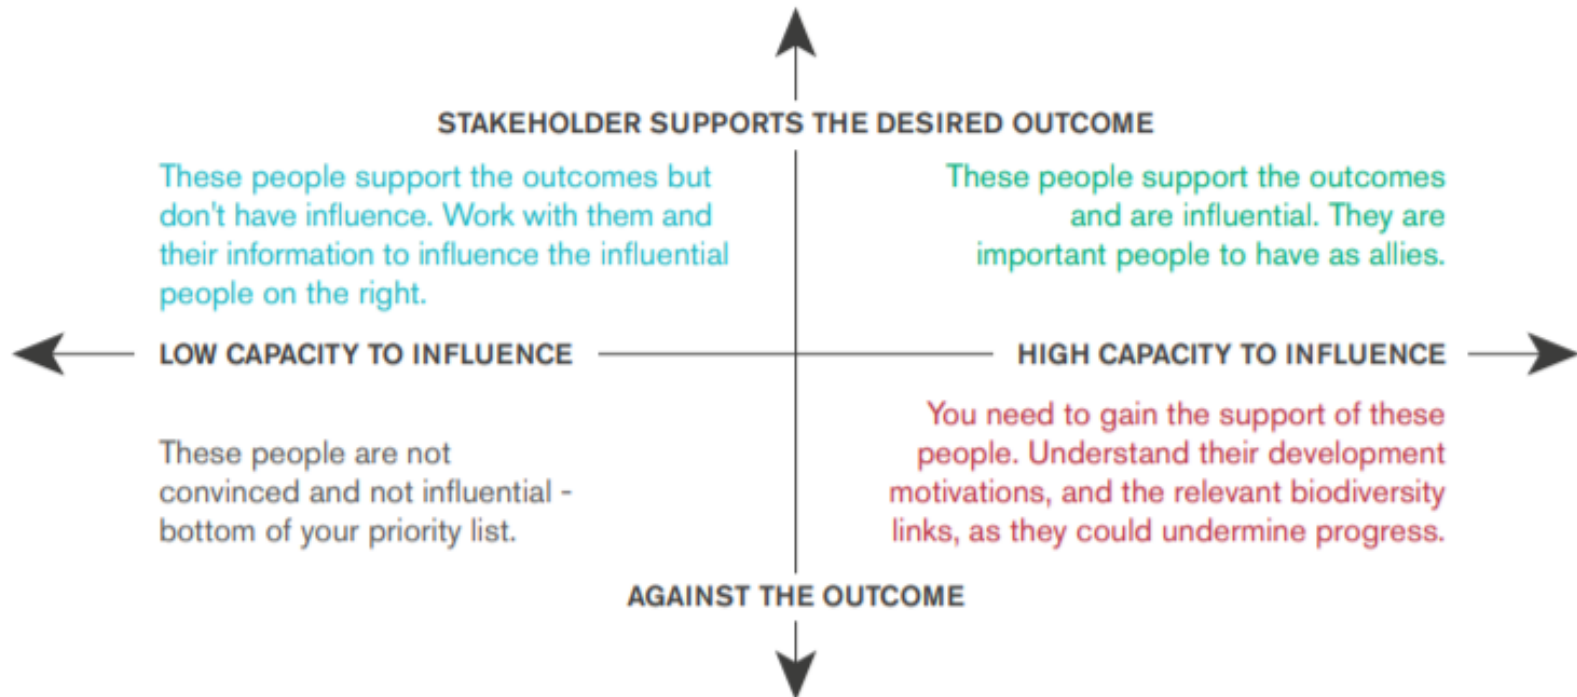 STAKEHOLDER SUPPORTS THE DESIRED OUTCOME
These people support the outcomes but
don't have influence. Work with them and
their information to influence the influential
people on the right.
These people support the outcomes
and are influential. They are
important people to have as allies.
LOW CAPACITY TO INFLUENCE
HIGH CAPACITY TO INFLUENCE
These people are not
convinced and not influential -
bottom of your priority list.
You need to gain the support of these
people. Understand their development
motivations, and the relevant biodiversity
links, as they could undermine progress.
AGAINST THE OUTCOME